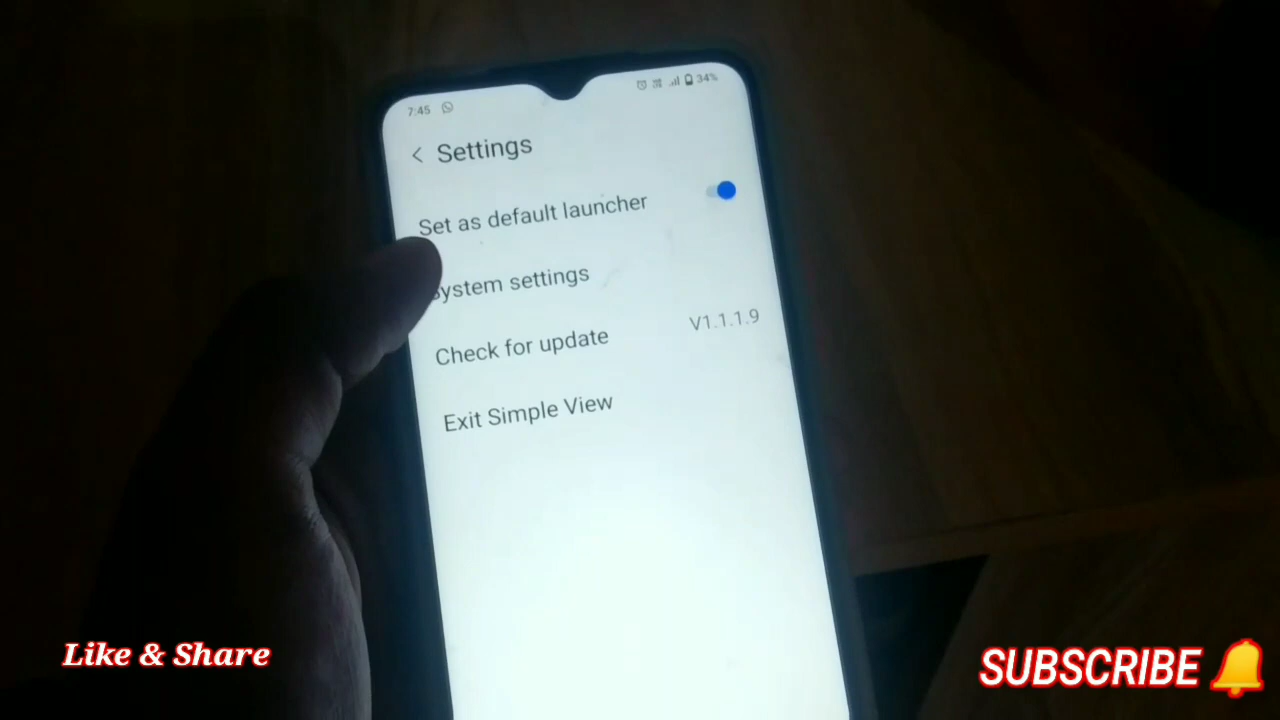 7:45
34%
Settings
Set as default launcher
System settings
Check for update V1.1.1.9
Exit Simple View
Like & Share
SUBSCRIBE